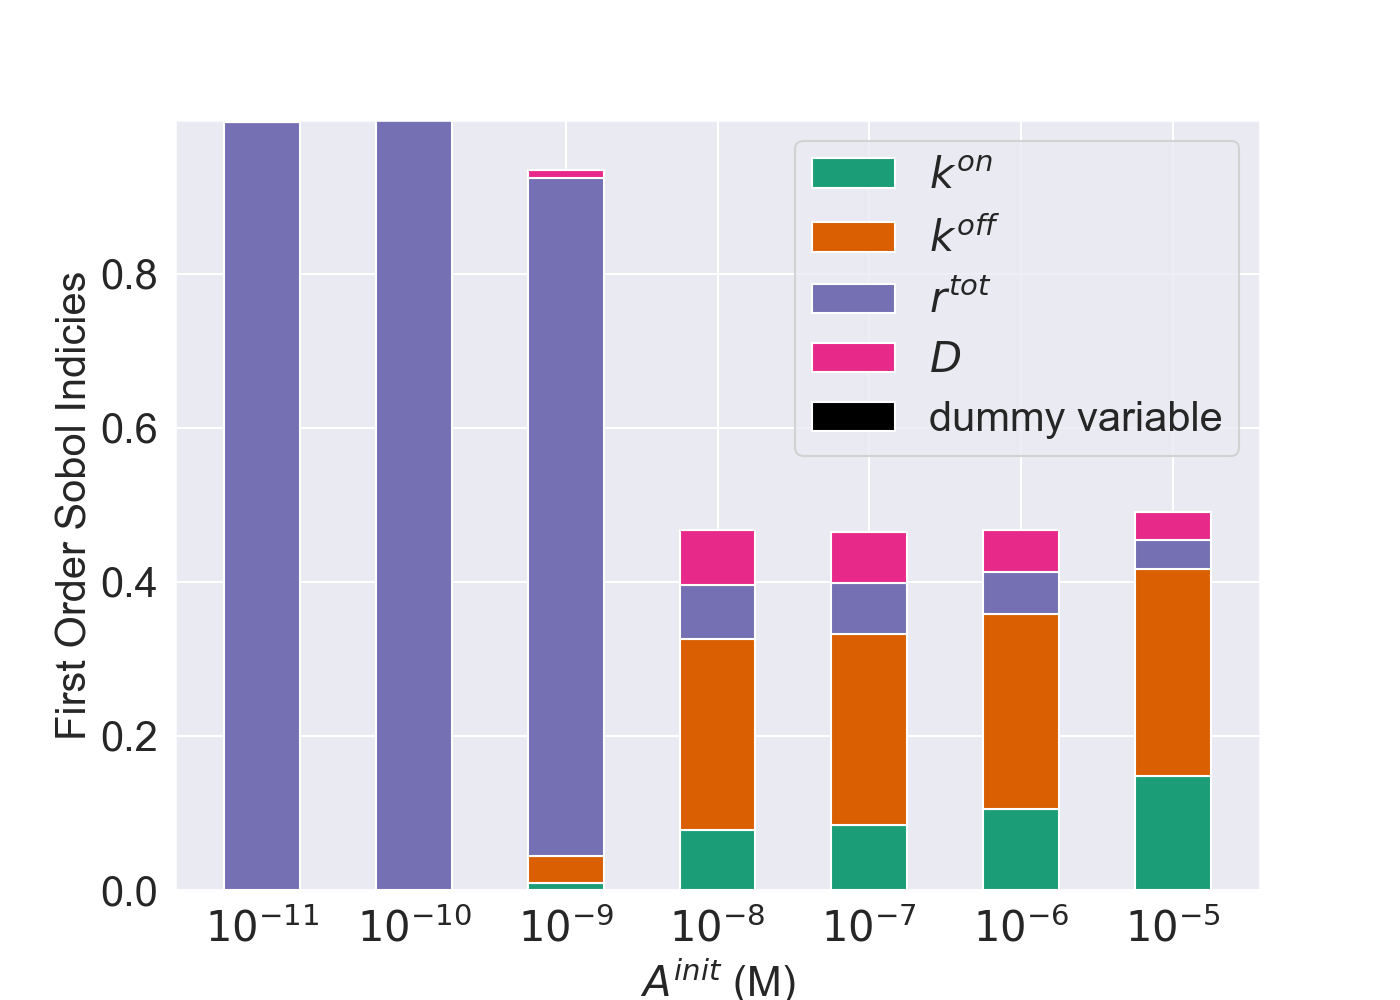 First Order Sobol Indicies
0.8
0.6
0.4
0.2
0.0
k^{on}
k^{off}
r^{tot}
D
dummy variable
10^{-11} 10^{-10} 10^{-9} 10^{-8} 10^{-7} 10^{-6} 10^{-5}
A^{init} (M)